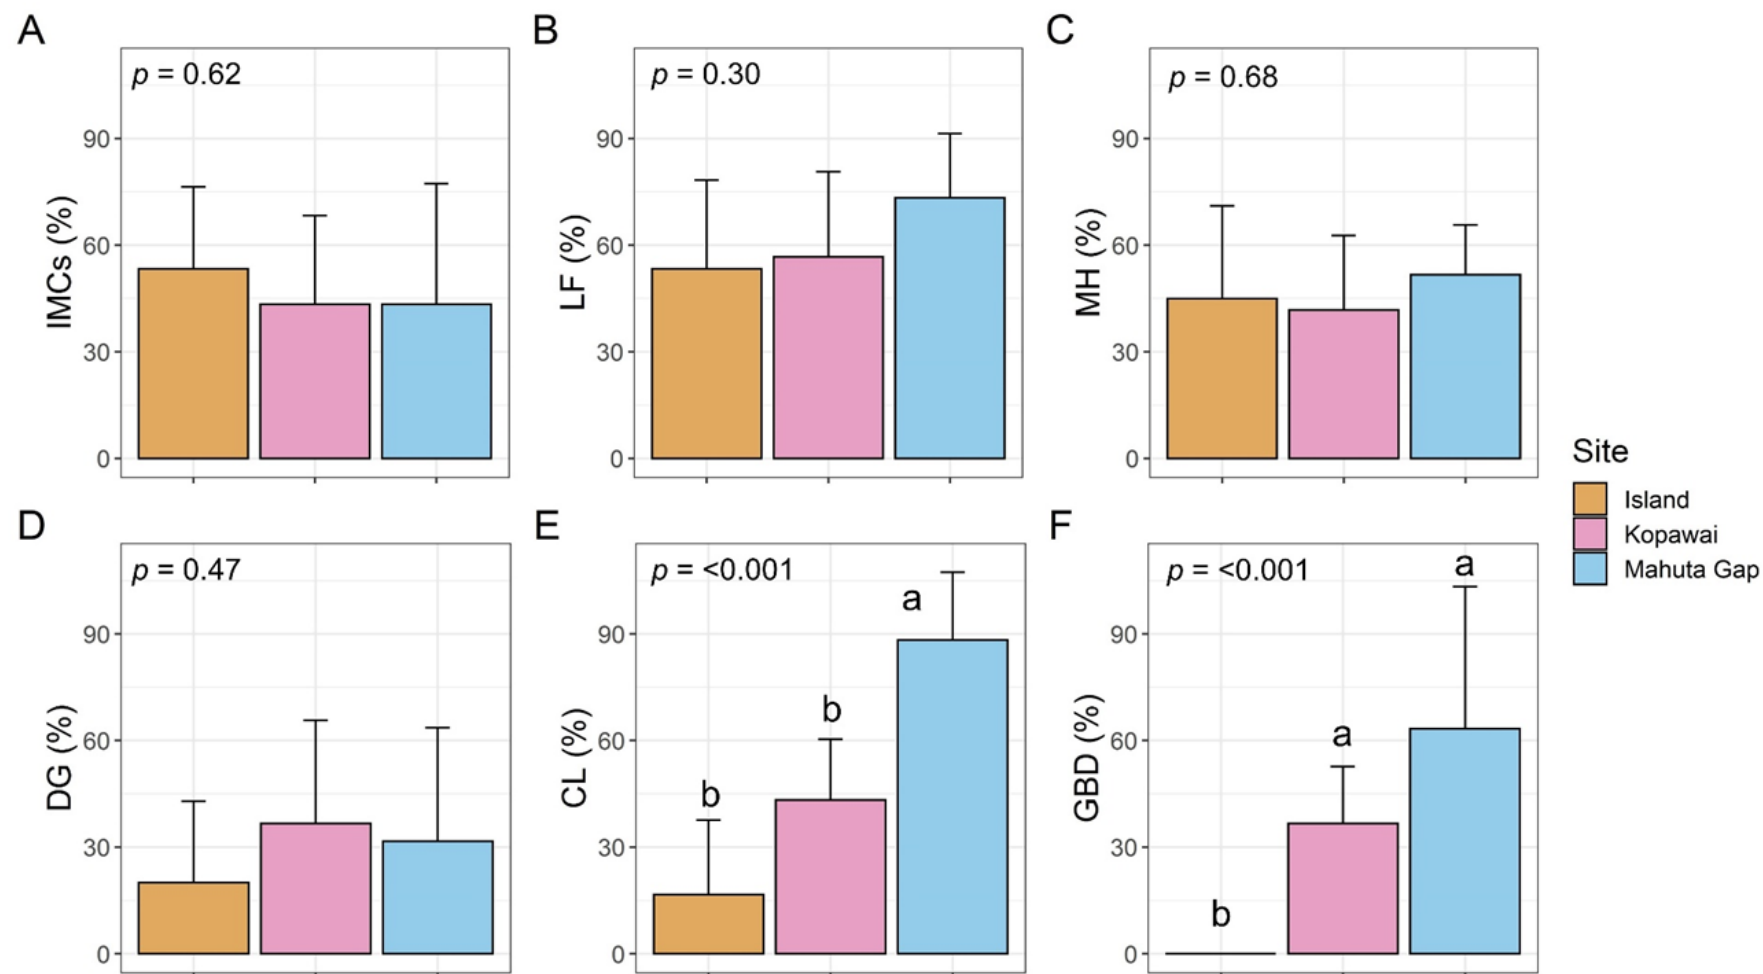 A
p = 0.62
90
60
30
0
IMCs (%)
B
p = 0.30
90
60
30
0
LF (%)
C
p = 0.68
90
60
30
0
MH (%)
Site
Island
Kopawai
Mahuta Gap
D
p = 0.47
90
60
30
0
DG (%)
E
p = <0.001
90
60
30
0
CL (%)
b
b
a
F
p = <0.001
90
60
30
0
GBD (%)
b
a
a